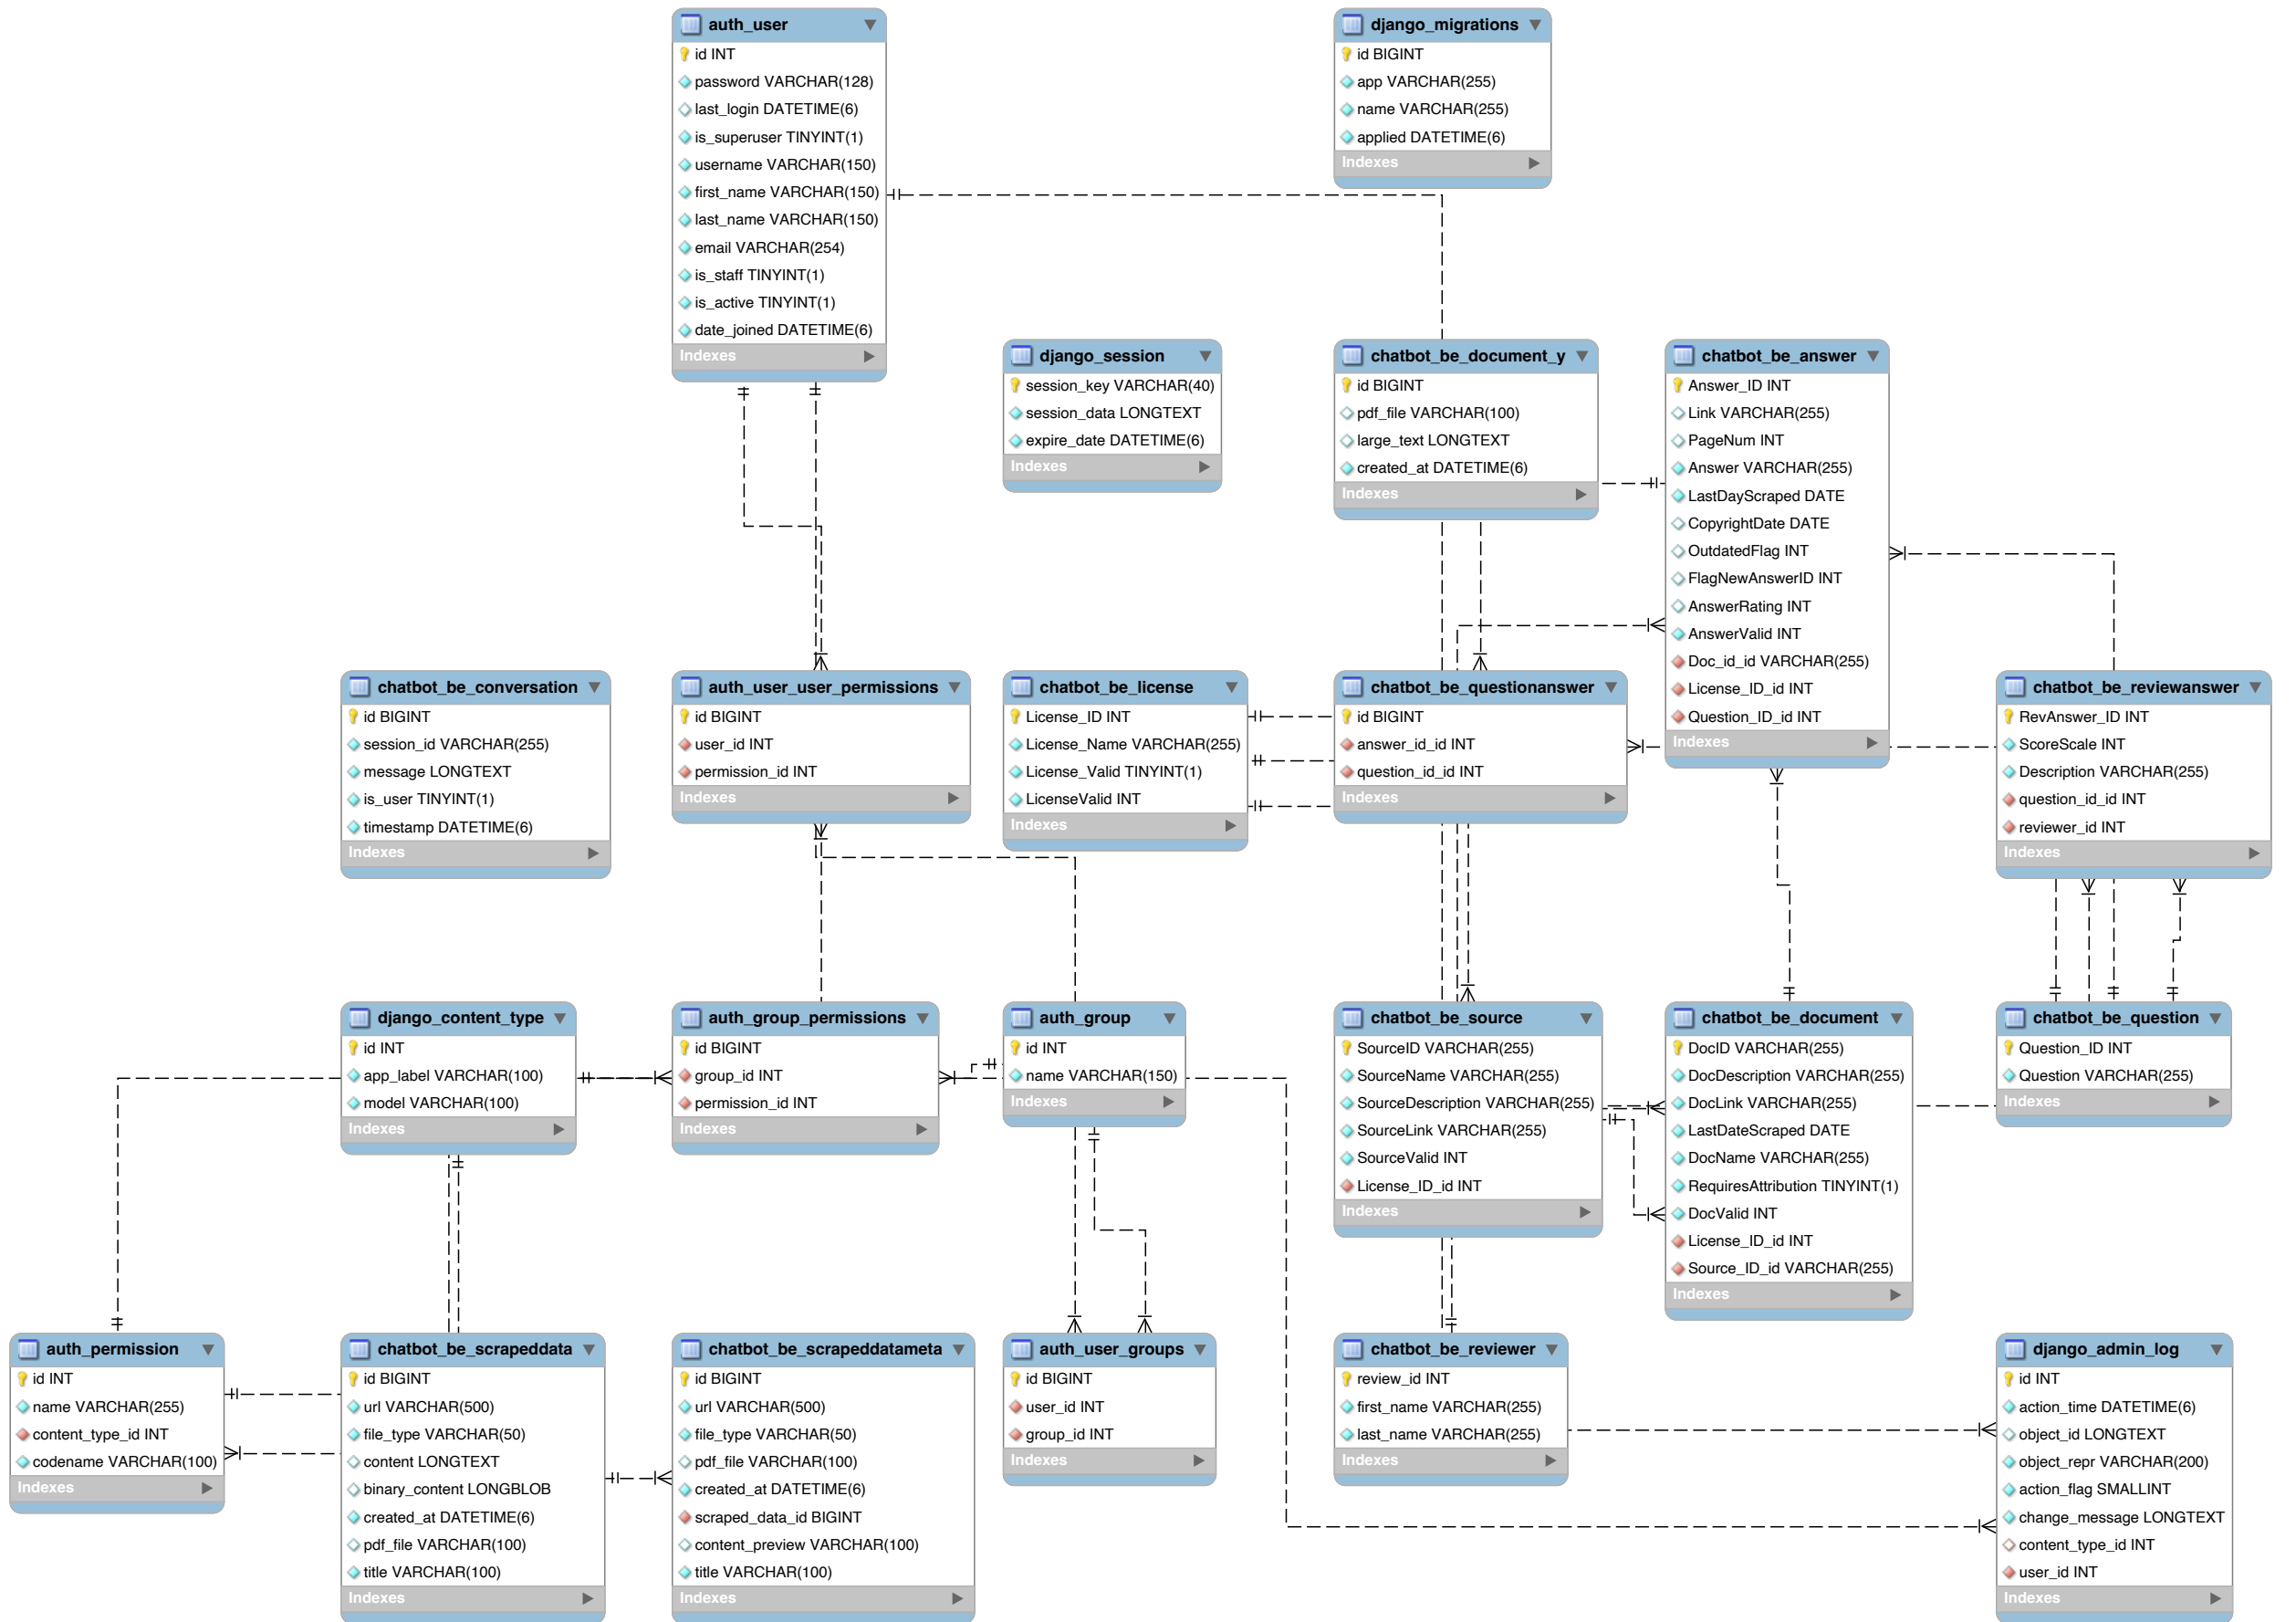 auth_user
id INT
password VARCHAR(128)
last_login DATETIME(6)
is_superuser TINYINT(1)
username VARCHAR(150)
first_name VARCHAR(150)
last_name VARCHAR(150)
email VARCHAR(254)
is_staff TINYINT(1)
is_active TINYINT(1)
date_joined DATETIME(6)
Indexes
django_migrations
id BIGINT
app VARCHAR(255)
name VARCHAR(255)
applied DATETIME(6)
Indexes
django_session
session_key VARCHAR(40)
session_data LONGTEXT
expire_date DATETIME(6)
Indexes
chatbot_be_document_y
id BIGINT
pdf_file VARCHAR(100)
large_text LONGTEXT
created_at DATETIME(6)
Indexes
chatbot_be_answer
Answer_ID INT
Link VARCHAR(255)
PageNum INT
Answer VARCHAR(255)
LastDayScraped DATE
CopyrightDate DATE
OutdatedFlag INT
FlagNewAnswerID INT
AnswerRating INT
AnswerValid INT
Doc_id_id VARCHAR(255)
License_ID_id INT
Question_ID_id INT
Indexes
chatbot_be_conversation
id BIGINT
session_id VARCHAR(255)
message LONGTEXT
is_user TINYINT(1)
timestamp DATETIME(6)
Indexes
auth_user_user_permissions
id BIGINT
user_id INT
permission_id INT
Indexes
chatbot_be_license
License_ID INT
License_Name VARCHAR(255)
License_Valid TINYINT(1)
LicenseValid INT
Indexes
chatbot_be_questionanswer
id BIGINT
answer_id_id INT
question_id_id INT
Indexes
chatbot_be_reviewanswer
RevAnswer_ID INT
ScoreScale INT
Description VARCHAR(255)
question_id_id INT
reviewer_id INT
Indexes
django_content_type
id INT
app_label VARCHAR(100)
model VARCHAR(100)
Indexes
auth_group_permissions
id BIGINT
group_id INT
permission_id INT
Indexes
auth_group
id INT
name VARCHAR(150)
Indexes
chatbot_be_source
SourceID VARCHAR(255)
SourceName VARCHAR(255)
SourceDescription VARCHAR(255)
SourceLink VARCHAR(255)
SourceValid INT
License_ID_id INT
Indexes
chatbot_be_document
DocID VARCHAR(255)
DocDescription VARCHAR(255)
DocLink VARCHAR(255)
LastDateScraped DATE
DocName VARCHAR(255)
RequiresAttribution TINYINT(1)
DocValid INT
License_ID_id INT
Source_ID_id VARCHAR(255)
Indexes
chatbot_be_question
Question_ID INT
Question VARCHAR(255)
Indexes
auth_permission
id INT
name VARCHAR(255)
content_type_id INT
codename VARCHAR(100)
Indexes
chatbot_be_scrapeddata
id BIGINT
url VARCHAR(500)
file_type VARCHAR(50)
content LONGTEXT
binary_content LONGBLOB
created_at DATETIME(6)
pdf_file VARCHAR(100)
title VARCHAR(100)
Indexes
chatbot_be_scrapeddatameta
id BIGINT
url VARCHAR(500)
file_type VARCHAR(50)
pdf_file VARCHAR(100)
created_at DATETIME(6)
scraped_data_id BIGINT
content_preview VARCHAR(100)
title VARCHAR(100)
Indexes
auth_user_groups
id BIGINT
user_id INT
group_id INT
Indexes
chatbot_be_reviewer
review_id INT
first_name VARCHAR(255)
last_name VARCHAR(255)
Indexes
django_admin_log
id INT
action_time DATETIME(6)
object_id LONGTEXT
object_repr VARCHAR(200)
action_flag SMALLINT
change_message LONGTEXT
content_type_id INT
user_id INT
Indexes